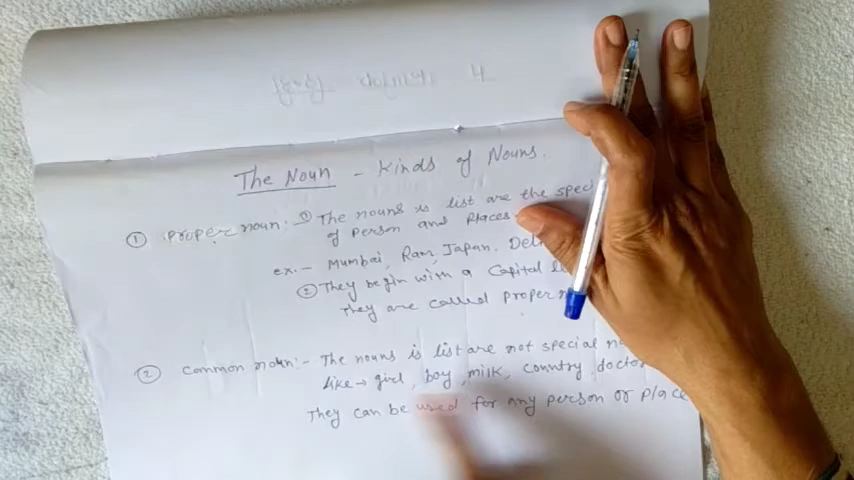 The Noun - Kinds of Nouns.
① Proper noun:- ① The nouns is list are the speci
of Person and Places.
ex.- Mumbai, Ram, Japan. Del
② They begin with a Capital
They are called Proper
② Common noun:- The nouns is list are not special
like → girl, boy, milk, country, doctor
They can be used for any person or place